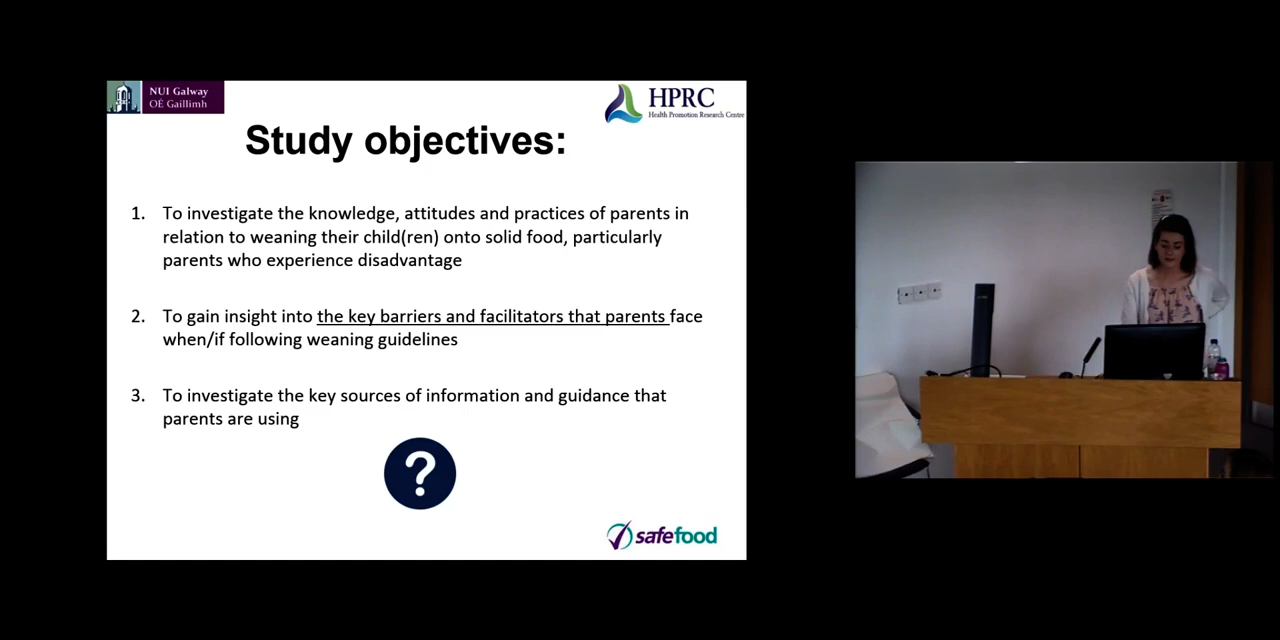 NUI Galway
OÉ Gaillimh
HPRC
Health Promotion Research Centre
Study objectives:
1. To investigate the knowledge, attitudes and practices of parents in
relation to weaning their child(ren) onto solid food, particularly
parents who experience disadvantage
2. To gain insight into the key barriers and facilitators that parents face
when/if following weaning guidelines
3. To investigate the key sources of information and guidance that
parents are using
?
safefood